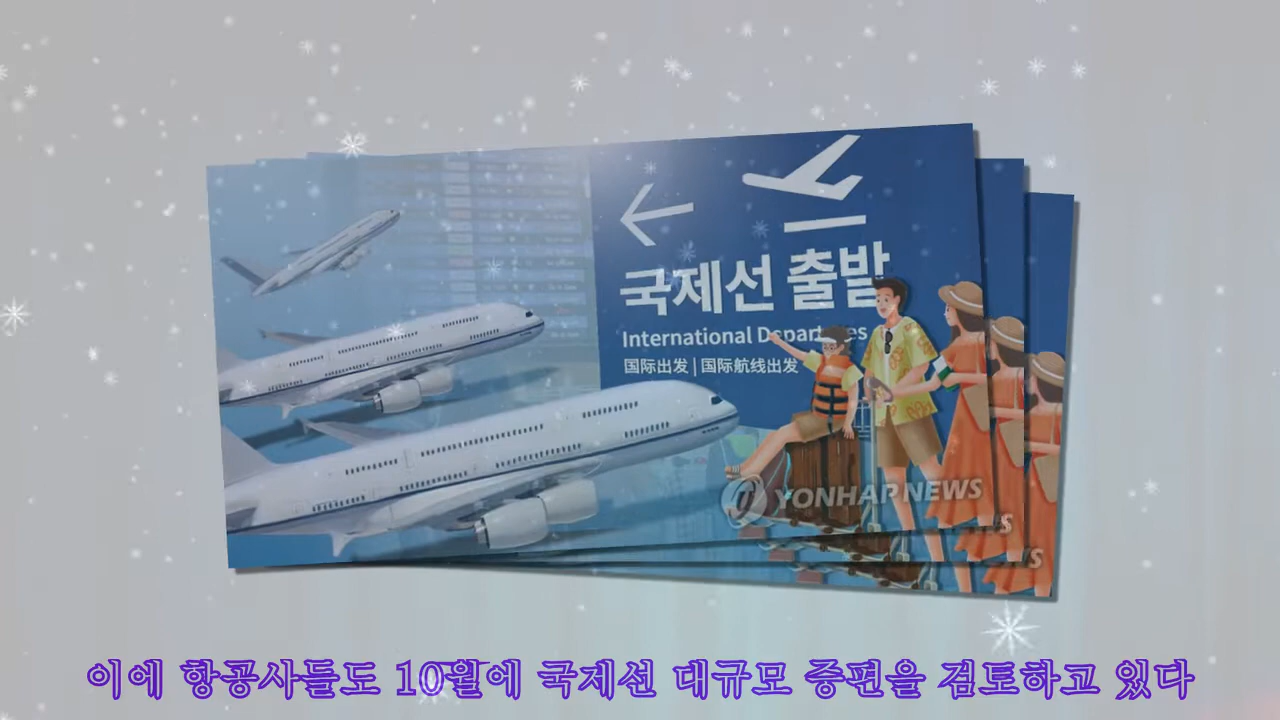 국제선 출발
International Departures
国际出发 | 国际航线出发
YONHAP NEWS
이에 항공사들도 10월에 국제선 대규모 증편을 검토하고 있다